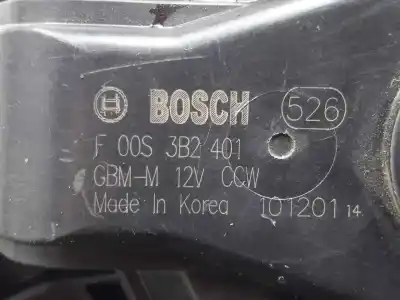 BOSCH 526
F 00S 3B2 401
GBM-M 12V CCW
Made In Korea 101201 14